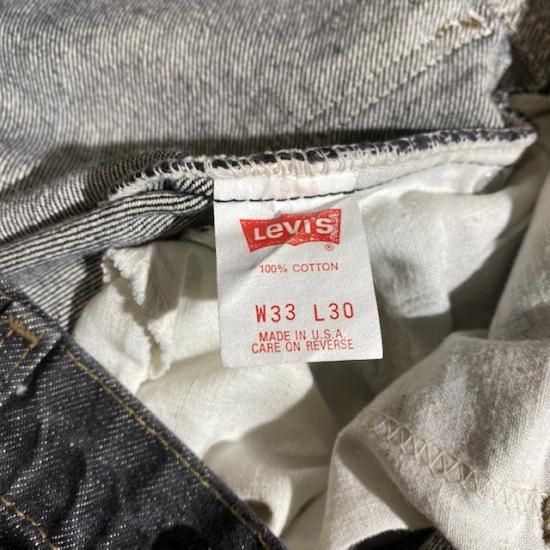 LEVI'S
®
100% COTTON
W33 L30
MADE IN U.S.A
CARE ON REVERSE